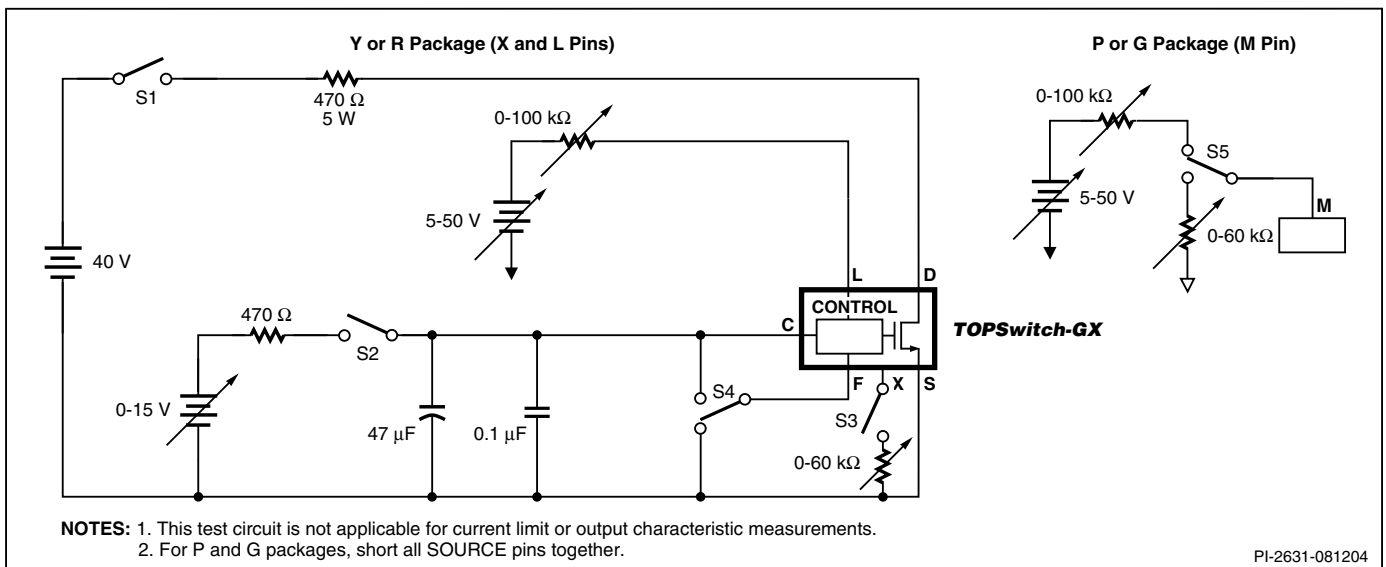 Y or R Package (X and L Pins)
P or G Package (M Pin)
S1
470 Ω
5 W
0-100 kΩ
5-50 V
40 V
470 Ω
S2
0-15 V
47 µF
0.1 µF
L
D
C
CONTROL
TOPSwitch-GX
F
X
S
S4
S3
0-60 kΩ
0-100 kΩ
S5
5-50 V
M
0-60 kΩ
NOTES: 1. This test circuit is not applicable for current limit or output characteristic measurements.
2. For P and G packages, short all SOURCE pins together.
PI-2631-081204